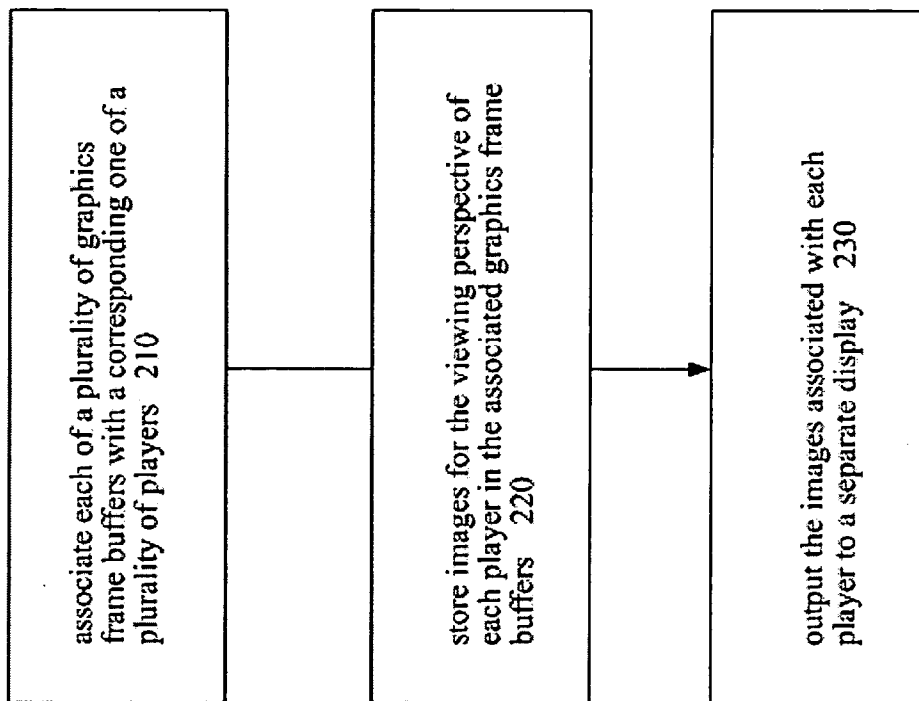 associate each of a plurality of graphics
frame buffers with a corresponding one of a
plurality of players 210
store images for the viewing perspective of
each player in the associated graphics frame
buffers 220
output the images associated with each
player to a separate display 230